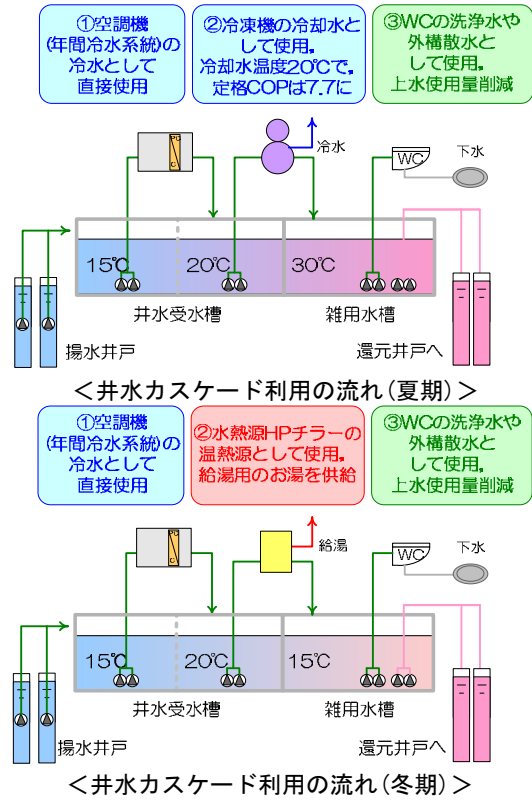 ①空調機
(年間冷水系統)の
冷水として
直接使用
②冷凍機の冷却水と
して使用。
冷却水温度20℃で、
定格COPは7.7に
③WCの洗浄水や
外構散水と
して使用。
上水使用量削減
冷水
WC
下水
15℃
20℃
30℃
井水受水槽
雑用水槽
揚水井戸
還元井戸へ
<井水カスケード利用の流れ(夏期)>
①空調機
(年間冷水系統)の
冷水として
直接使用
②水熱源HPチラーの
温熱源として使用。
給湯用のお湯を供給
③WCの洗浄水や
外構散水と
して使用。
上水使用量削減
給湯
WC
下水
15℃
20℃
15℃
井水受水槽
雑用水槽
揚水井戸
還元井戸へ
<井水カスケード利用の流れ(冬期)>